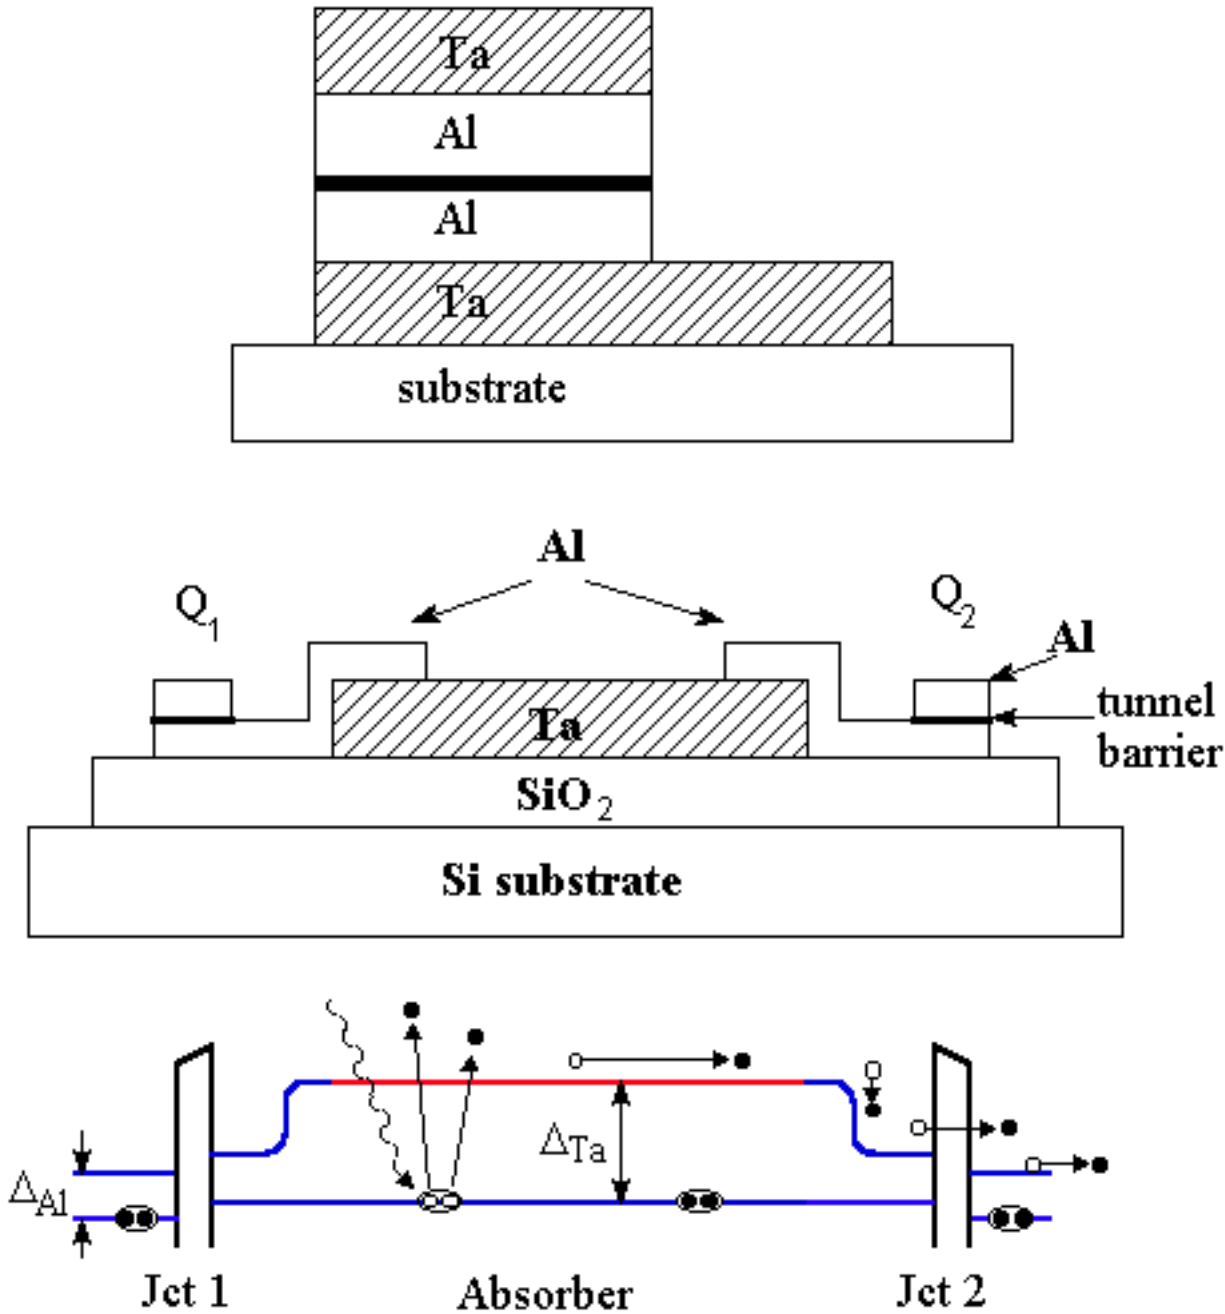 Ta
Al
Al
Ta
substrate
Al
Q1
Q2
Al
tunnel
barrier
Ta
SiO2
Si substrate
ΔTa
ΔAl
Jct 1
Absorber
Jct 2